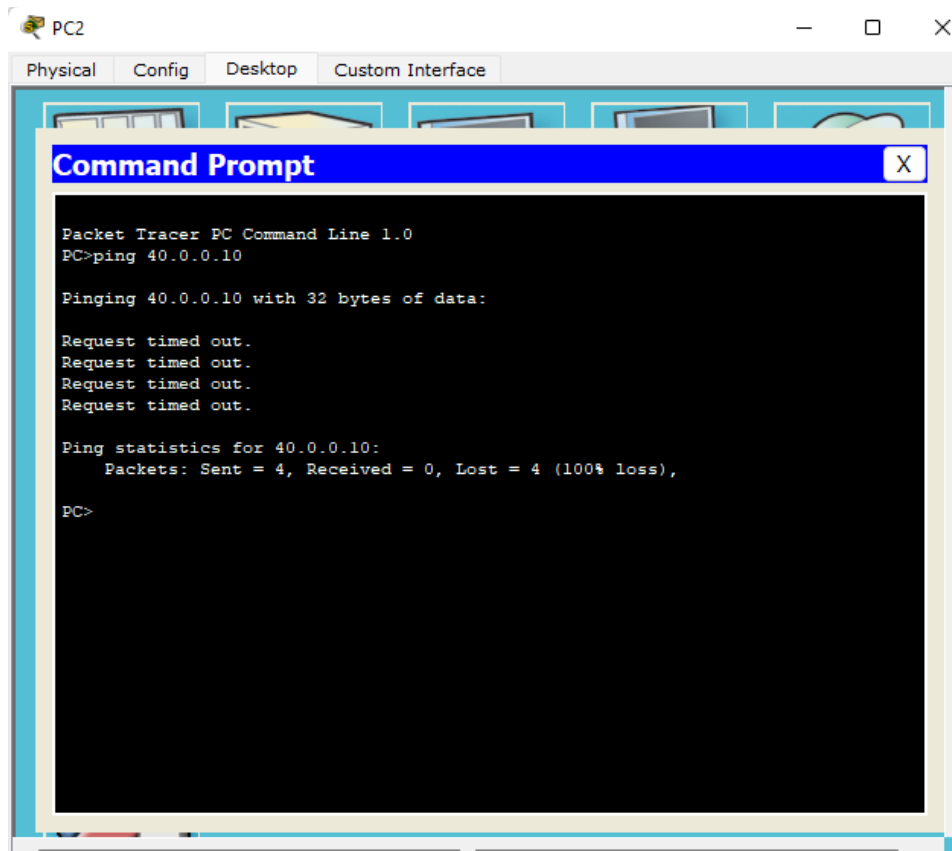 PC2
Physical Config Desktop Custom Interface
Command Prompt
X
Packet Tracer PC Command Line 1.0
PC>ping 40.0.0.10
Pinging 40.0.0.10 with 32 bytes of data:
Request timed out.
Request timed out.
Request timed out.
Request timed out.
Ping statistics for 40.0.0.10:
Packets: Sent = 4, Received = 0, Lost = 4 (100% loss),
PC>